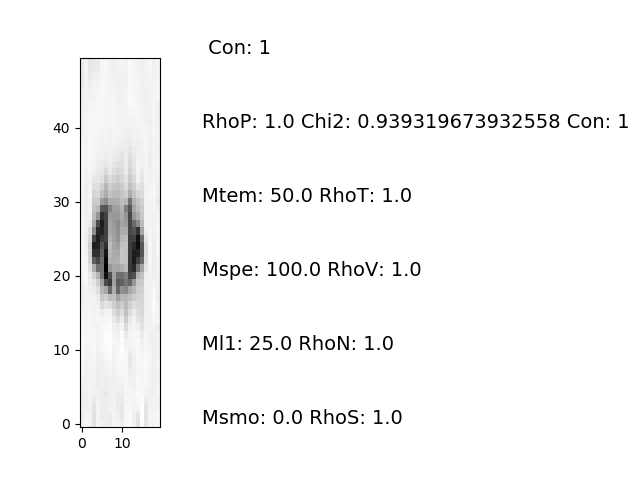 Con: 1
RhoP: 1.0 Chi2: 0.939319673932558 Con: 1
Mtem: 50.0 RhoT: 1.0
Mspe: 100.0 RhoV: 1.0
Ml1: 25.0 RhoN: 1.0
Msmo: 0.0 RhoS: 1.0
40
30
20
10
0
0 10